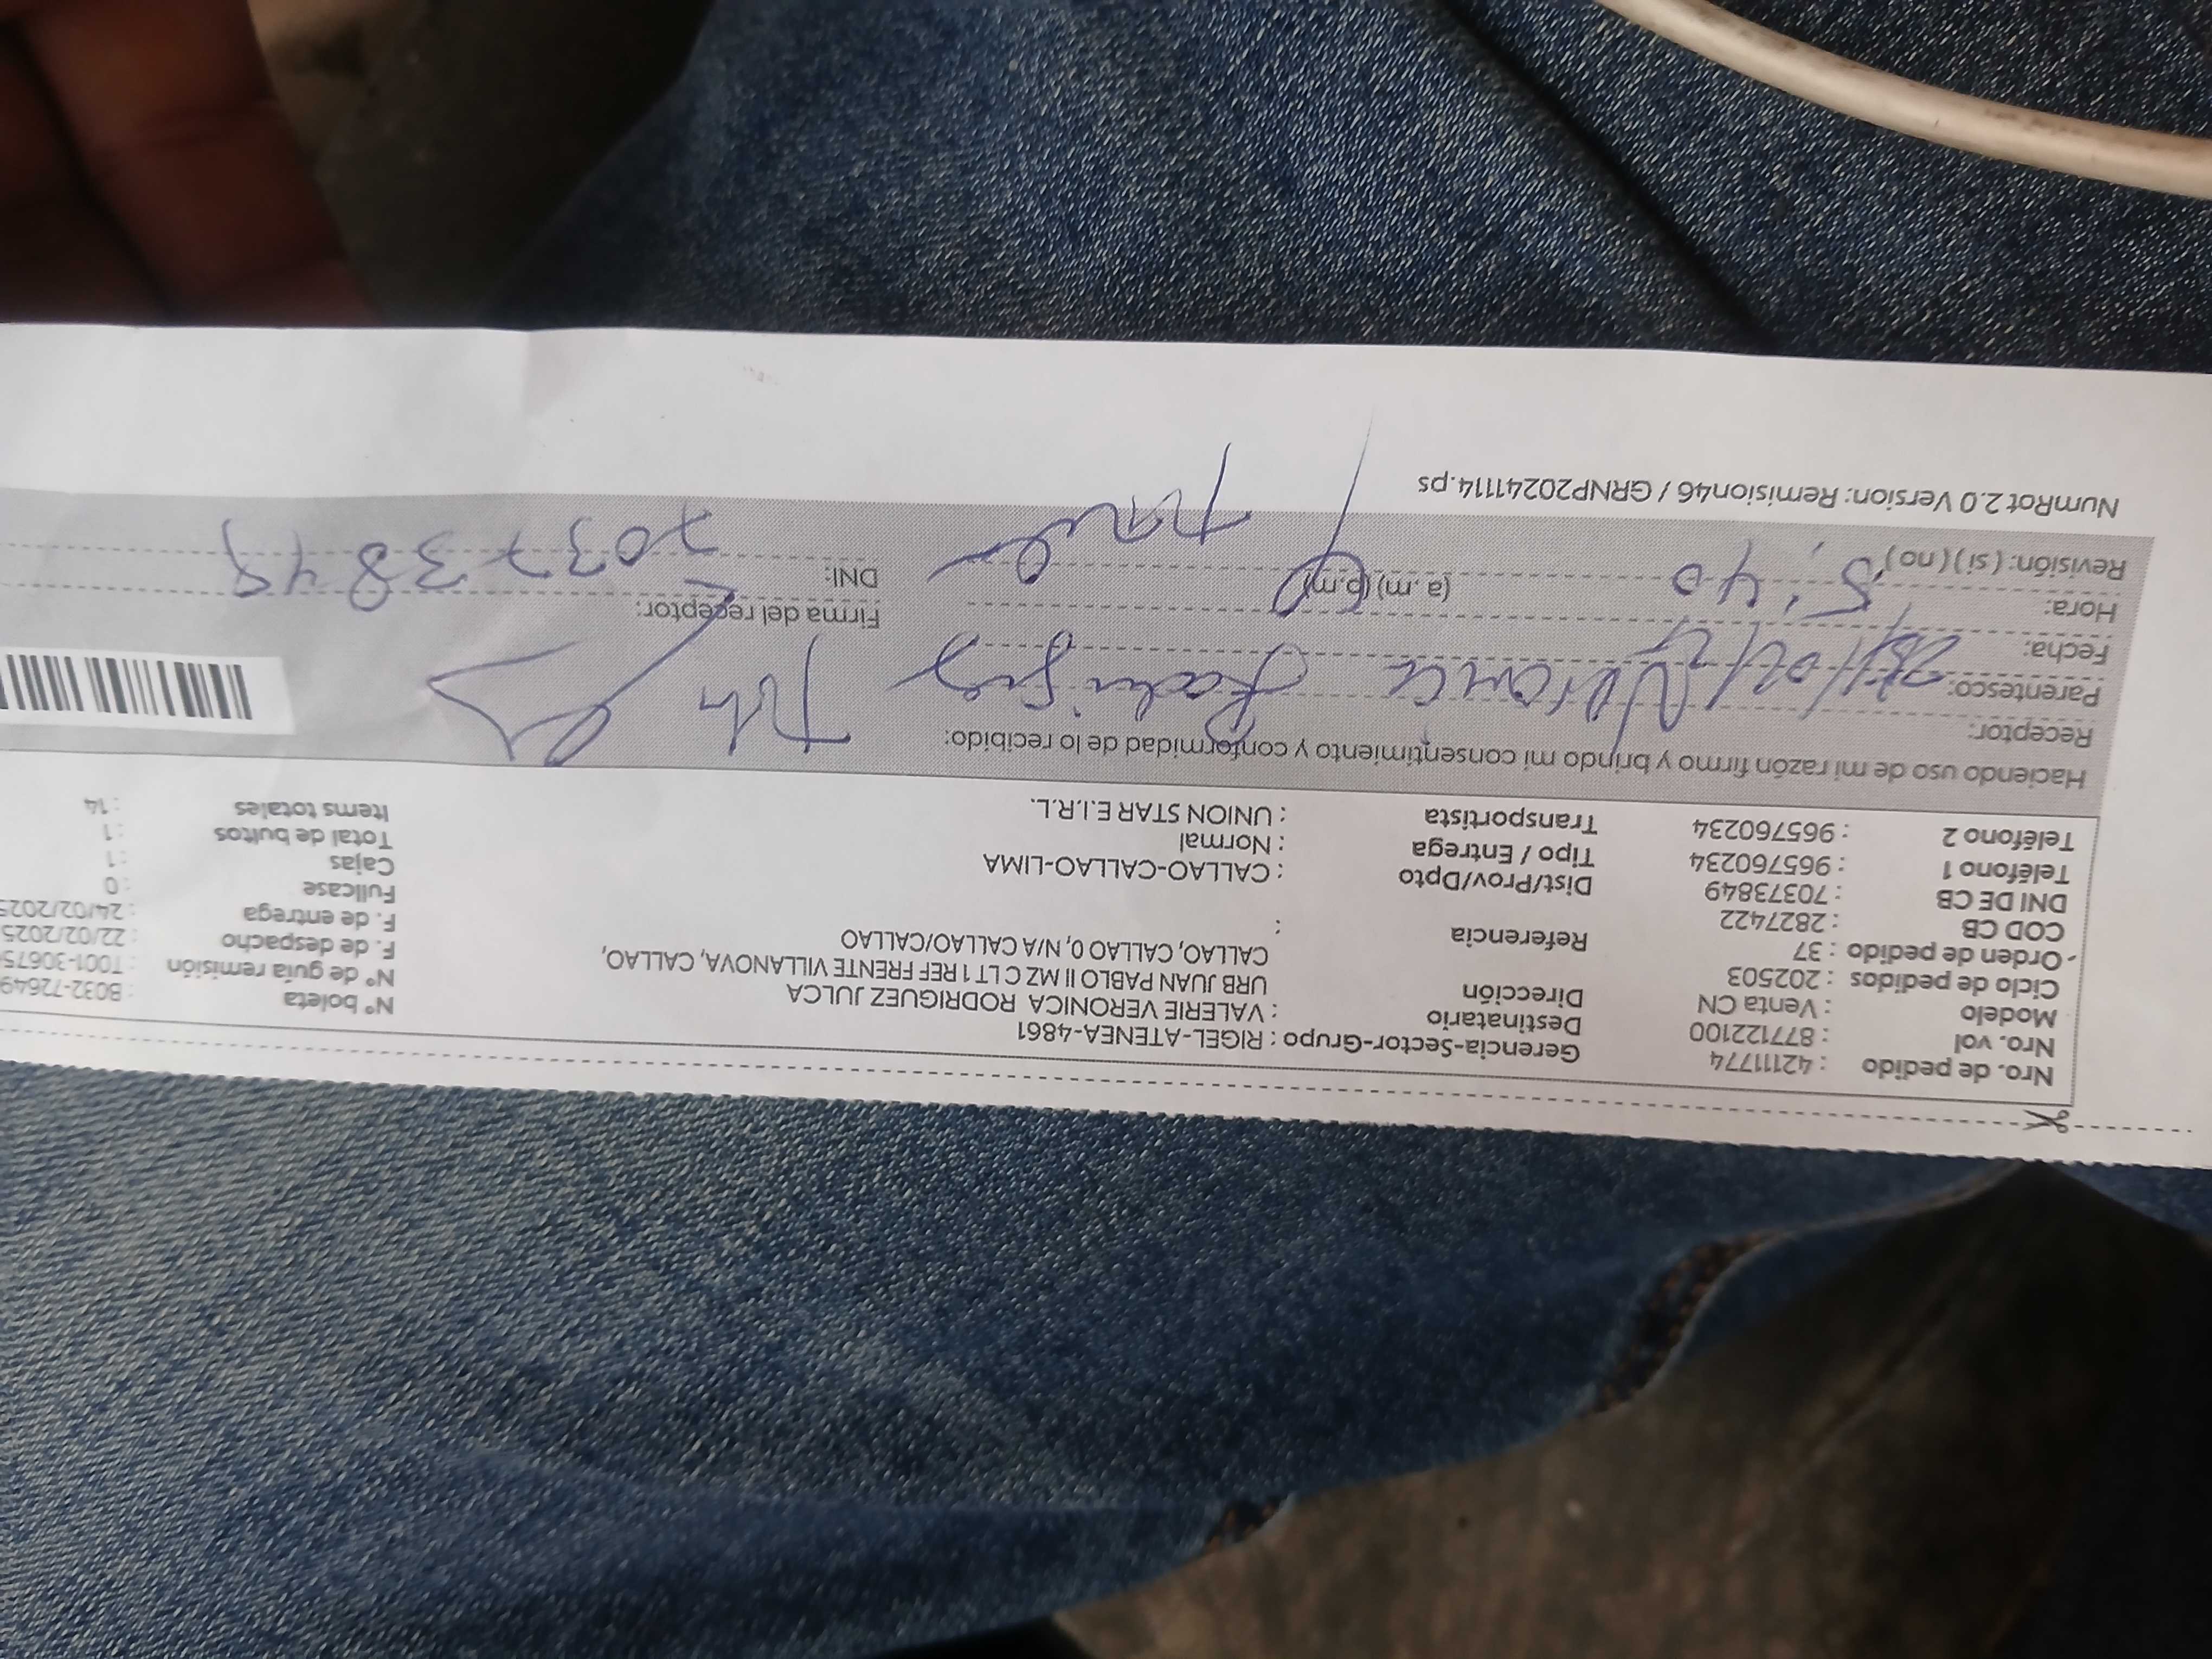 Nro. de pedido : 42111774
Nro. vol : 877122100
Modelo : Venta CN
Ciclo de pedidos : 202503
Orden de pedido : 37
COD CB : 2827422
DNI DE CB : 70373849
Teléfono 1 : 965760234
Teléfono 2 : 965760234
Gerencia-Sector-Grupo : RIGEL-ATENEA-4861
Destinatario : VALERIE VERONICA RODRIGUEZ JULCA
Dirección URB JUAN PABLO II MZ C LT 1 REF FRENTE VILLANOVA, CALLAO,
CALLAO, CALLAO 0, N/A CALLAO/CALLAO
Referencia :
Dist/Prov/Dpto : CALLAO-CALLAO-LIMA
Tipo / Entrega : Normal
Transportista : UNION STAR E.I.R.L.
Nº boleta : B032-72649
Nº guía remisión : T001-30675
F. de despacho : 22/02/2025
F. de entrega : 24/02/2025
Fullcase : 0
Cajas : 1
Total de bultos : 1
Items totales : 14
Haciendo uso de mi razón firmo y brindo mi consentimiento y conformidad de lo recibido:
Receptor:
Parentesco:
Fecha:
Hora: 5:40 (a.m) (p.m)
Revisión: (si) (no)
Firma del receptor:
DNI: 70373849
NumRot 2.0 Version: Remision46 / GRNP20241114.ps